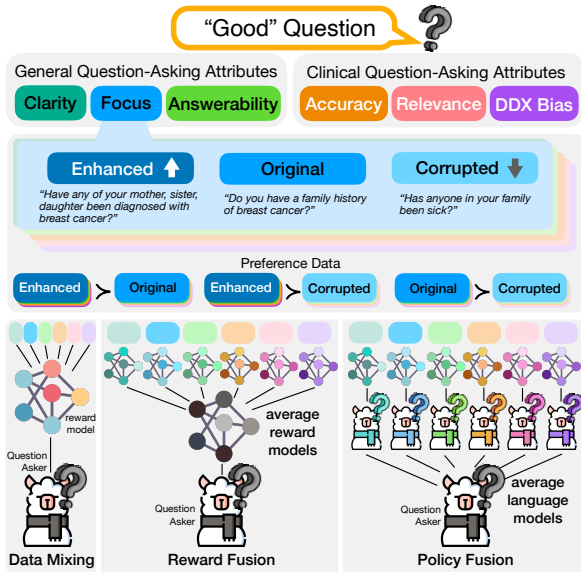 “Good” Question
General Question-Asking Attributes
Clarity
Focus
Answerability
Clinical Question-Asking Attributes
Accuracy
Relevance
DDX Bias
Enhanced
“Have any of your mother, sister,
daughter been diagnosed with
breast cancer?”
Original
“Do you have a family history
of breast cancer?”
Corrupted
“Has anyone in your family
been sick?”
Preference Data
Enhanced
≻
Original
Enhanced
≻
Corrupted
Original
≻
Corrupted
reward
model
Question
Asker
Data Mixing
average
reward
models
Question
Asker
Reward Fusion
average
language
models
Question
Asker
Policy Fusion